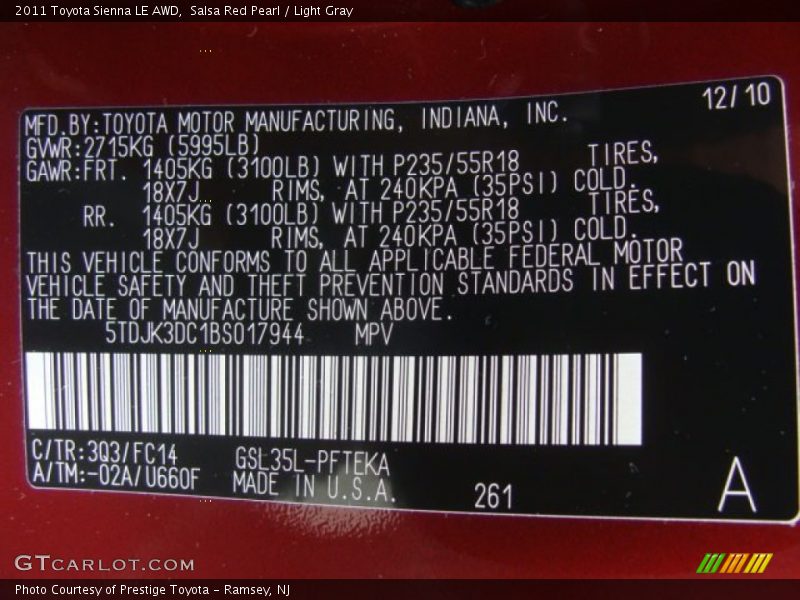 2011 Toyota Sienna LE AWD,  Salsa Red Pearl / Light Gray
12/10
MFD.BY:TOYOTA MOTOR MANUFACTURING, INDIANA, INC.
GVWR:2715KG (5995LB)
GAWR:FRT. 1405KG (3100LB) WITH P235/55R18 TIRES,
18X7J RIMS, AT 240KPA (35PSI) COLD.
RR. 1405KG (3100LB) WITH P235/55R18 TIRES,
18X7J RIMS, AT 240KPA (35PSI) COLD.
THIS VEHICLE CONFORMS TO ALL APPLICABLE FEDERAL MOTOR
VEHICLE SAFETY AND THEFT PREVENTION STANDARDS IN EFFECT ON
THE DATE OF MANUFACTURE SHOWN ABOVE.
5TDJK3DC1BS017944 MPV
C/TR:3Q3/FC14 GSL35L-PFTEKA
A/TM:-02A/U660F MADE IN U.S.A. 261 A
GTCARLOT.COM
Photo Courtesy of Prestige Toyota - Ramsey, NJ